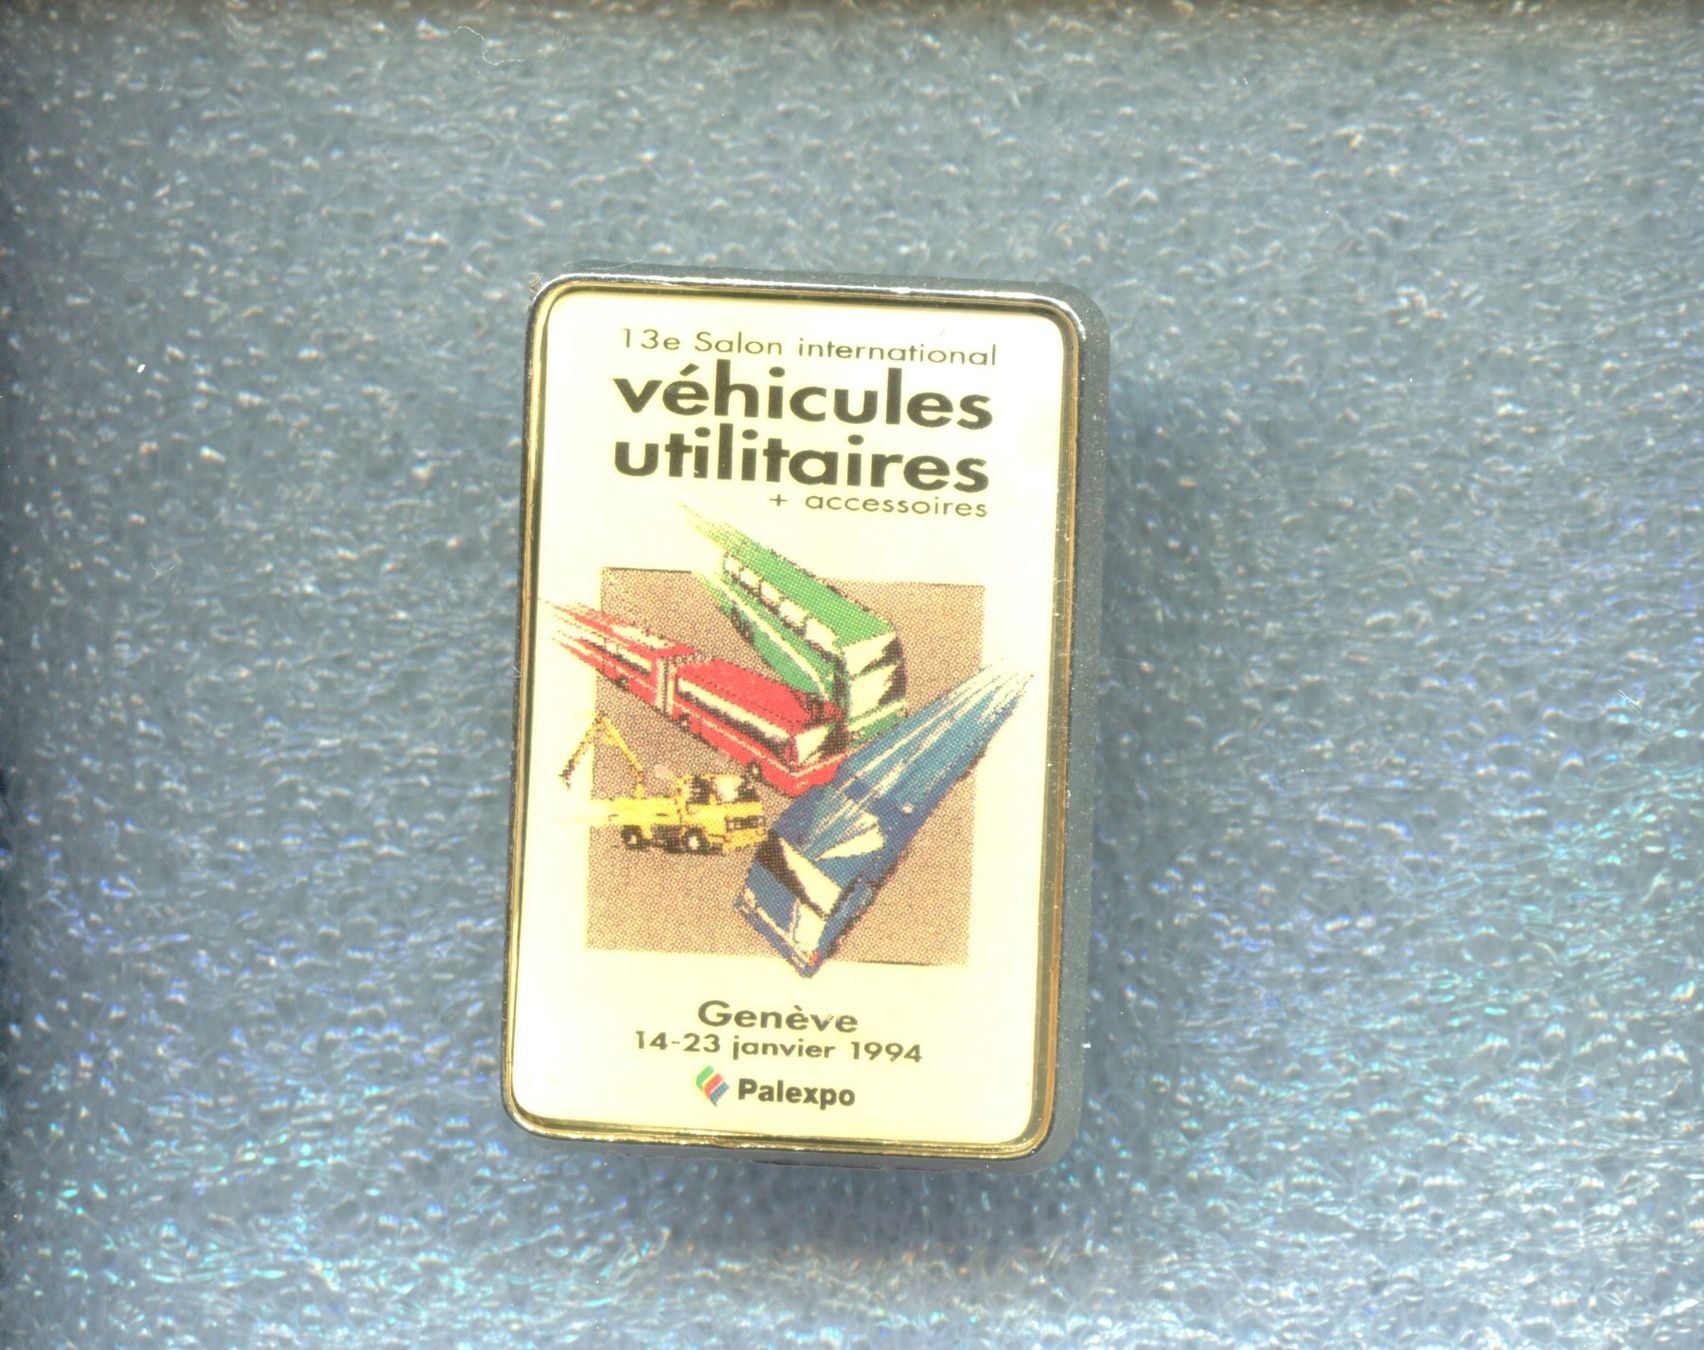 13e Salon international
véhicules
utilitaires
+ accessoires
Genève
14-23 janvier 1994
Palexpo